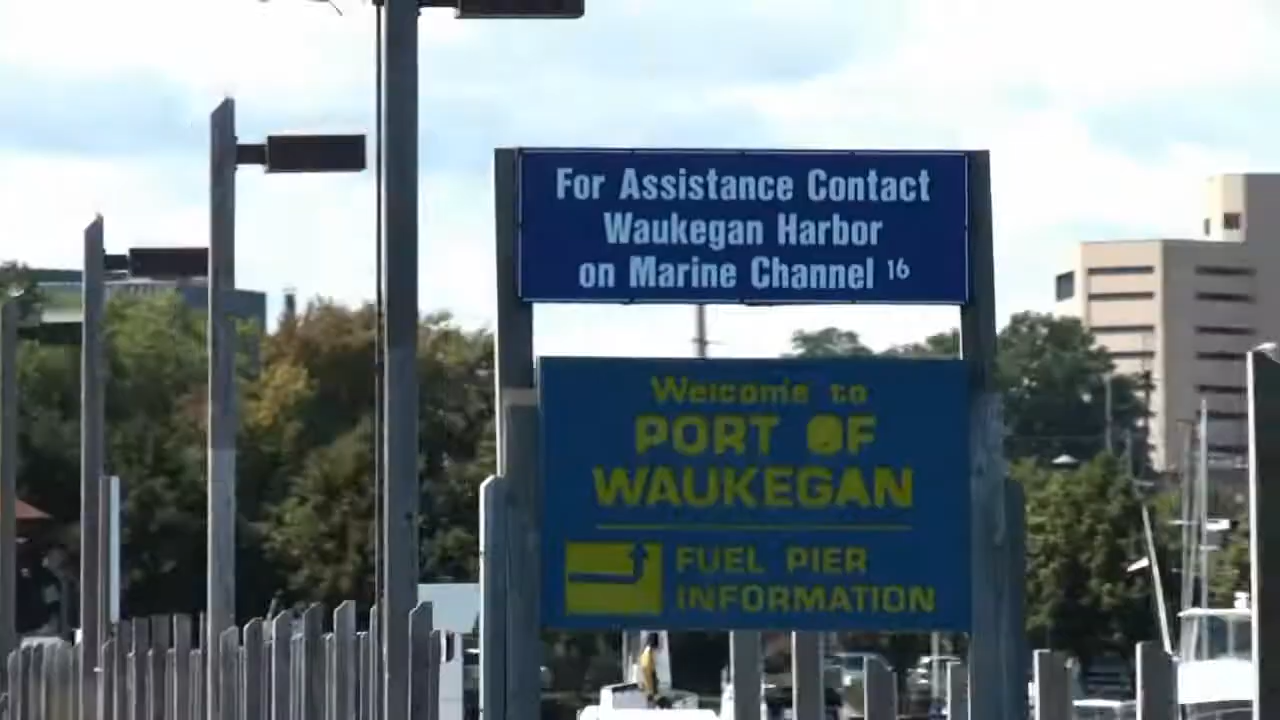 For Assistance Contact
Waukegan Harbor
on Marine Channel 16
Welcome to
PORT OF
WAUKEGAN
FUEL PIER
INFORMATION